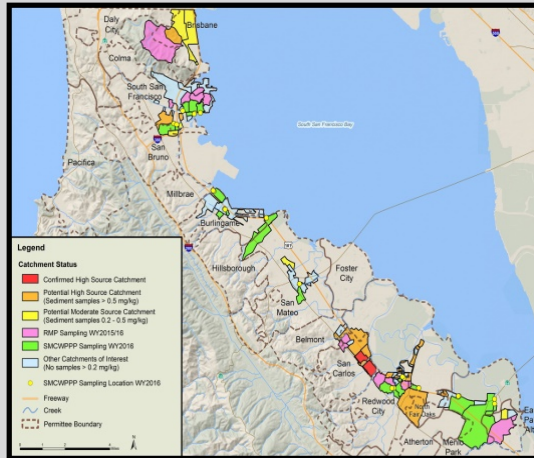 Daly
City
Brisbane
Colma
South San
Francisco
South San Francisco Bay
San
Bruno
Pacifica
Millbrae
Burlingame
Hillsborough
Foster
City
San
Mateo
Belmont
San
Carlos
Redwood
City
North
Fair Oaks
Atherton
Menlo
Park
Legend
Catchment Status
Confirmed High Source Catchment
Potential High Source Catchment
(Sediment samples > 0.5 mg/kg)
Potential Moderate Source Catchment
(Sediment samples 0.2 - 0.5 mg/kg)
RMP Sampling WY2015/16
SMCWPPP Sampling WY2016
Other Catchments of Interest
(No samples > 0.2 mg/kg)
SMCWPPP Sampling Location WY2016
Freeway
Creek
Permittee Boundary